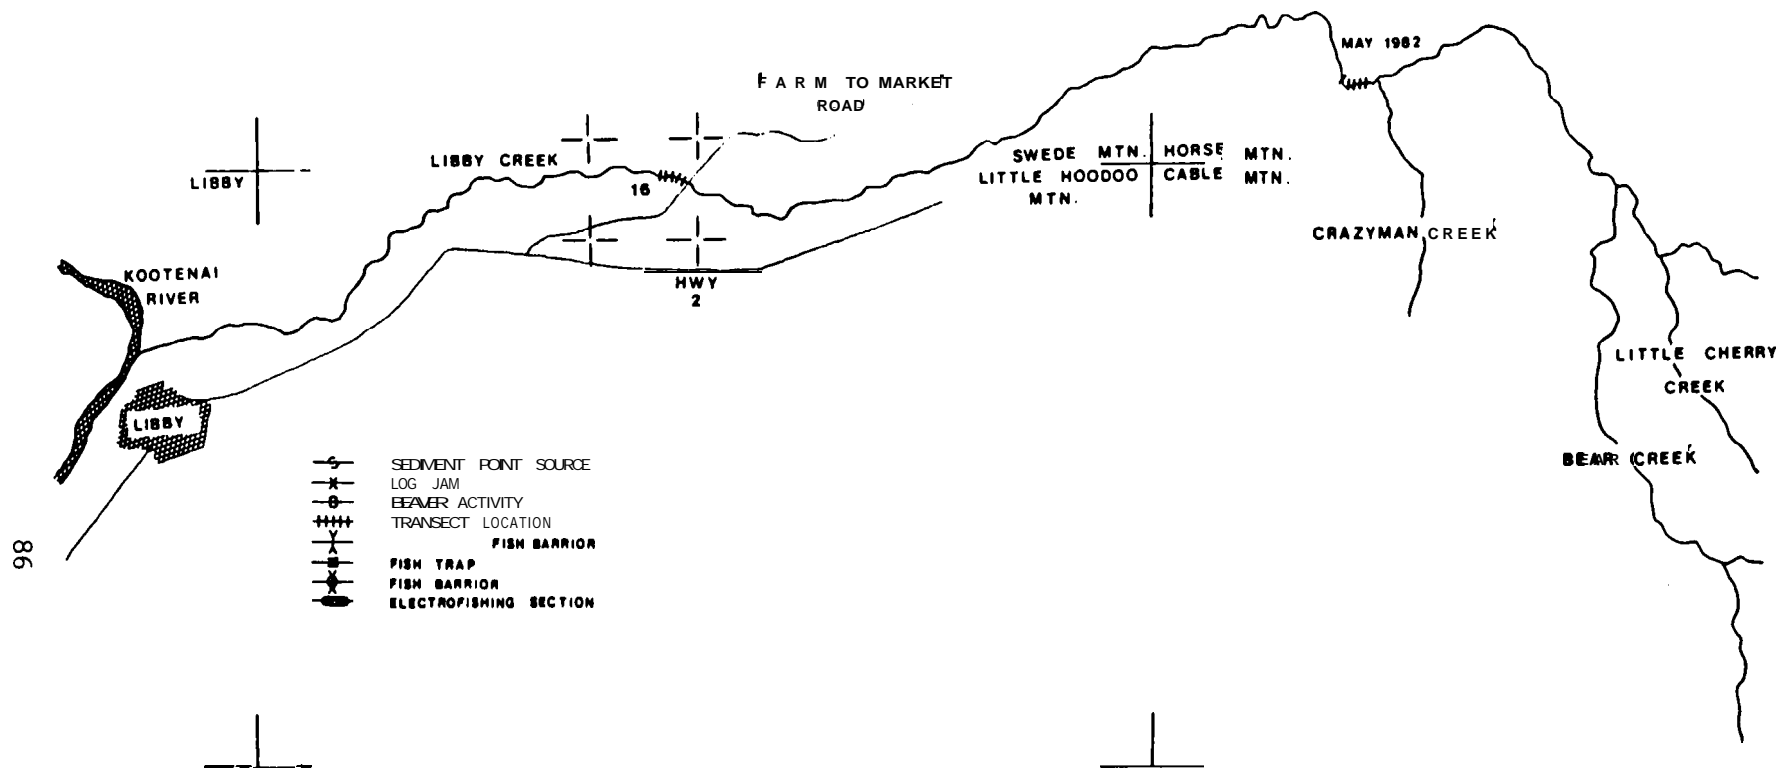 MAY 1982
FARM TO MARKET
ROAD
LIBBY CREEK
LIBBY
16
SWEDE MTN. HORSE MTN.
LITTLE HOODOO CABLE MTN.
MTN.
CRAZYMAN CREEK
KOOTENAI
RIVER
HWY
2
LITTLE CHERRY
CREEK
LIBBY
BEAR CREEK
SEDIMENT POINT SOURCE
LOG JAM
BEAVER ACTIVITY
TRANSECT LOCATION
FISH BARRIOR
FISH TRAP
FISH BARRIOR
ELECTROFISHING SECTION
86